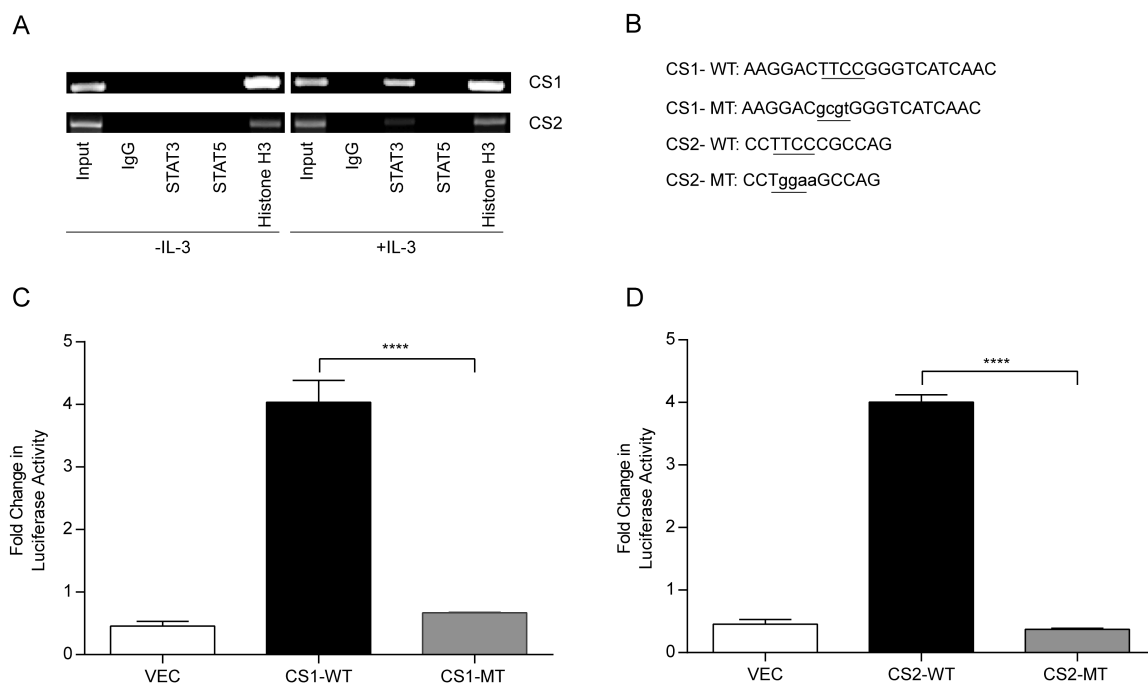 A
CS1
CS2
Input
IgG
STAT3
STAT5
Histone H3
Input
IgG
STAT3
STAT5
Histone H3
-IL-3
+IL-3
B
CS1- WT: AAGGACTTCCGGGTCATCAAC
CS1- MT: AAGGACgcgtGGGTCATCAAC
CS2- WT: CCTTCCCGCCAG
CS2- MT: CCTggaaGCCAG
C
Fold Change in
Luciferase Activity
5
4
3
2
1
0
****
VEC
CS1-WT
CS1-MT
D
Fold Change in
Luciferase Activity
5
4
3
2
1
0
****
VEC
CS2-WT
CS2-MT